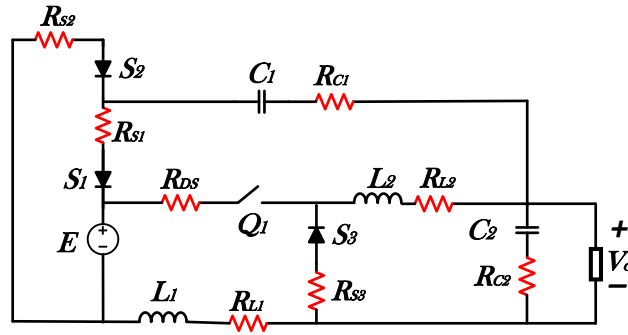 R_S2
S_2
C_1
R_C1
R_S1
S_1
R_DS
L_2
R_L2
Q_1
S_3
C_2
+
E
+
−
V
−
R_S3
R_C2
L_1
R_L1